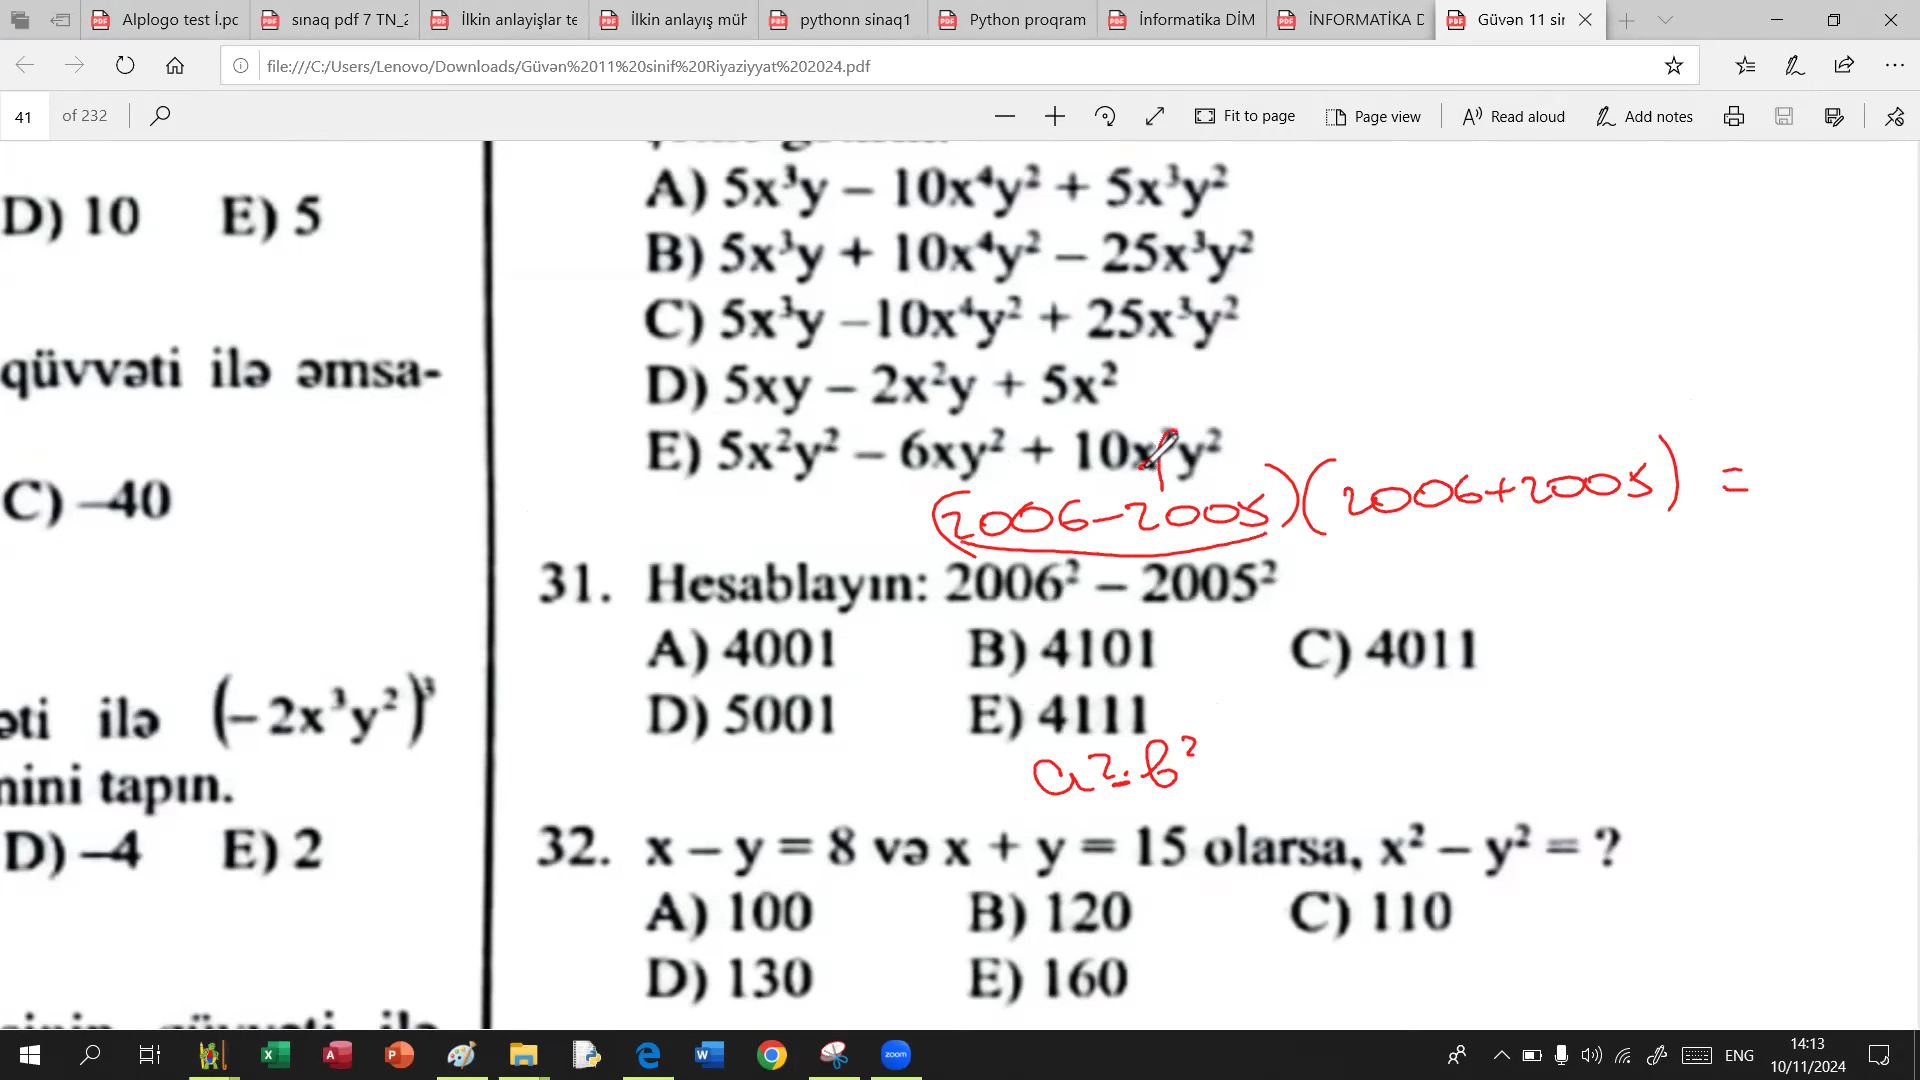 Alplogo test İ.pc
sınaq pdf 7 TN_2
İlkin anlayişlar te
İlkin anlayış müh
pythonn sinaq1
Python proqram
İnformatika DİM
İNFORMATİKA D
Güvən 11 sir
file:///C:/Users/Lenovo/Downloads/Güvən%2011%20sinif%20Riyaziyyat%202024.pdf
41 of 232
Fit to page
Page view
Read aloud
Add notes
D) 10 E) 5
qüvvəti ilə əmsa-
C) –40
əti ilə (– 2x³y²)³
nini tapın.
D) –4 E) 2
A) 5x³y – 10x⁴y² + 5x³y²
B) 5x³y + 10x⁴y² – 25x³y²
C) 5x³y –10x⁴y² + 25x³y²
D) 5xy – 2x²y + 5x²
E) 5x²y² – 6xy² + 10x y²
1
(2006-2005)(2006+2005) =
31. Hesablayın: 2006² – 2005²
A) 4001 B) 4101 C) 4011
D) 5001 E) 4111
a²-b²
32. x – y = 8 və x + y = 15 olarsa, x² – y² = ?
A) 100 B) 120 C) 110
D) 130 E) 160
zoom
ENG
14:13
10/11/2024